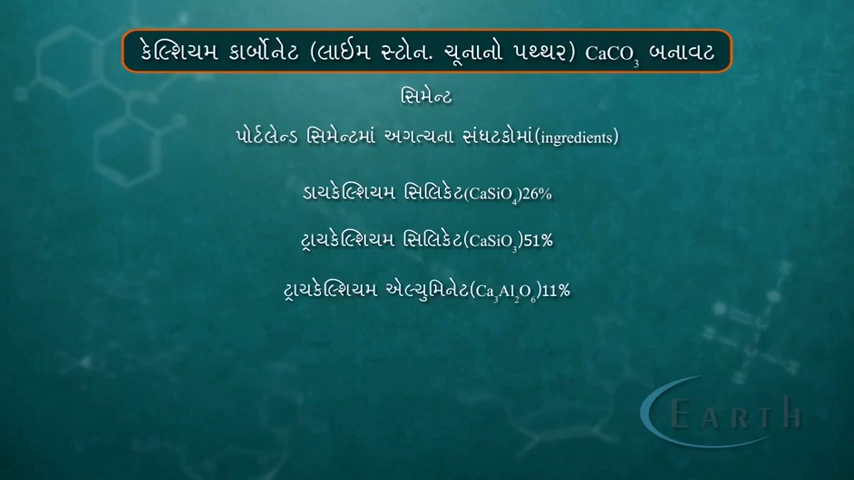 કેલ્શિયમ કાર્બોનેટ (લાઈમ સ્ટોન. ચૂનાનો પથ્થર) CaCO₃ બનાવટ
સિમેન્ટ
પોર્ટલેન્ડ સિમેન્ટમાં અગત્યના સંઘટકોમાં(ingredients)
ડાયકેલ્શિયમ સિલિકેટ(CaSiO₄)26%
ટ્રાયકેલ્શિયમ સિલિકેટ(CaSiO₃)51%
ટ્રાયકેલ્શિયમ એલ્યુમિનેટ(Ca₃Al₂O₆)11%
EARTH